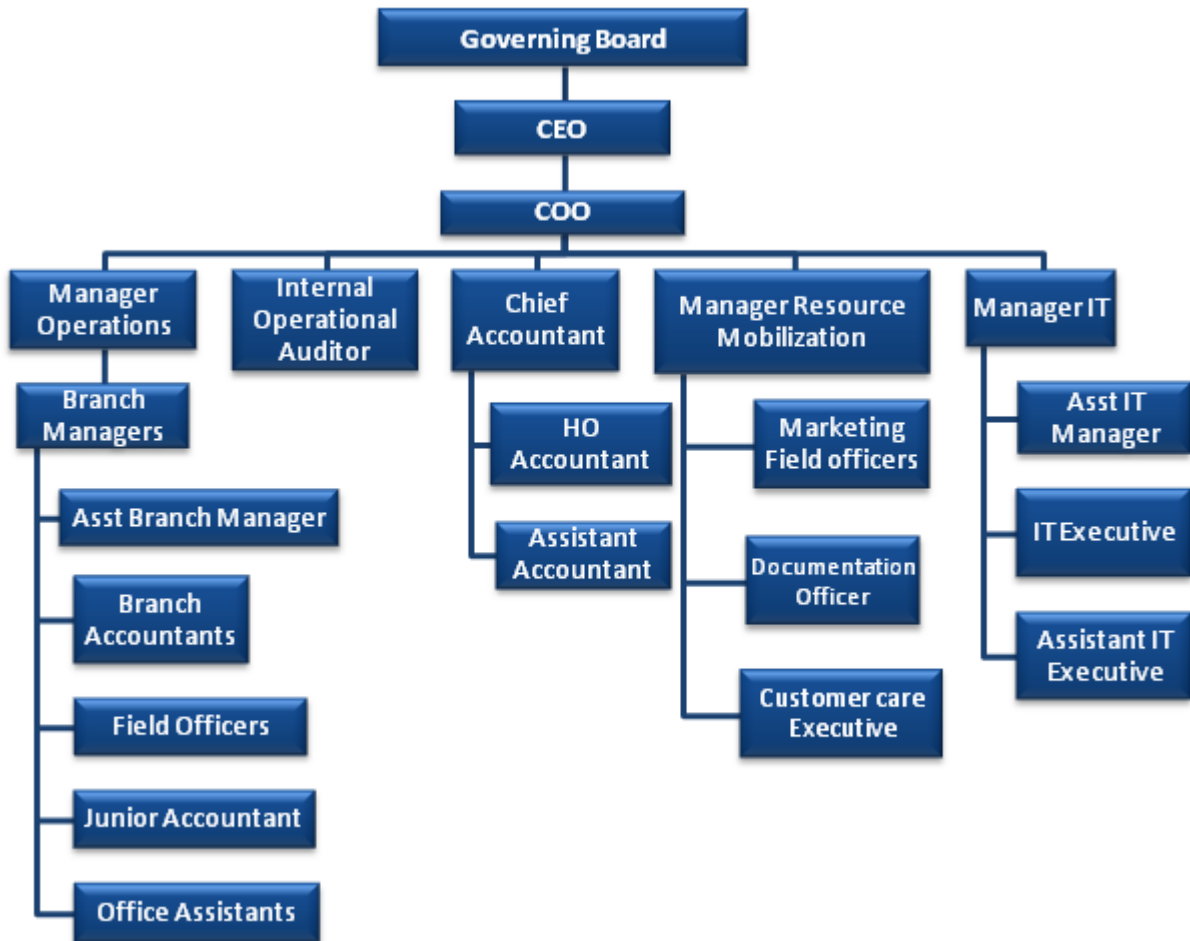 Governing Board
CEO
COO
Manager
Operations
Internal
Operational
Auditor
Chief
Accountant
Manager Resource
Mobilization
Manager IT
Branch
Managers
Asst Branch Manager
Branch
Accountants
Field Officers
Junior Accountant
Office Assistants
HO
Accountant
Assistant
Accountant
Marketing
Field officers
Documentation
Officer
Customer care
Executive
Asst IT
Manager
IT Executive
Assistant IT
Executive